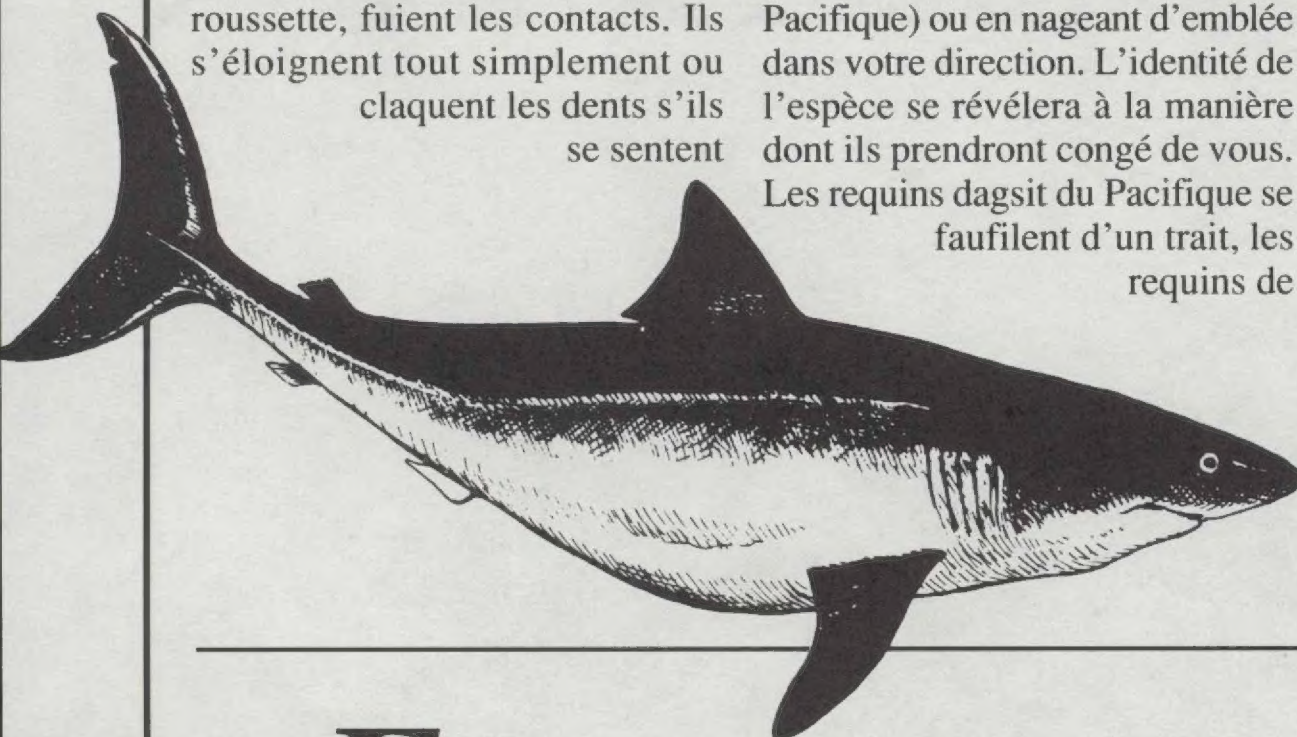 roussette, fuient les contacts. Ils
s'éloignent tout simplement ou
claquent les dents s'ils
se sentent
Pacifique) ou en nageant d'emblée
dans votre direction. L'identité de
l'espèce se révélera à la manière
dont ils prendront congé de vous.
Les requins dagsit du Pacifique se
faufilent d'un trait, les
requins de